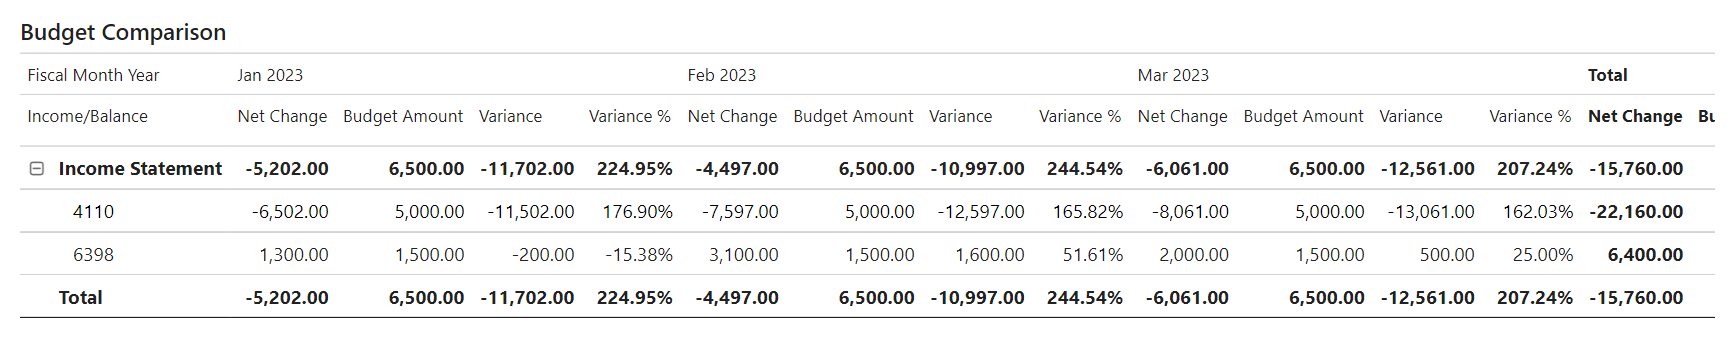 Budget Comparison
Fiscal Month Year Jan 2023 Feb 2023 Mar 2023 Total
Income/Balance Net Change Budget Amount Variance Variance % Net Change Budget Amount Variance Variance % Net Change Budget Amount Variance Variance % Net Change Bu
Income Statement -5,202.00 6,500.00 -11,702.00 224.95% -4,497.00 6,500.00 -10,997.00 244.54% -6,061.00 6,500.00 -12,561.00 207.24% -15,760.00
4110 -6,502.00 5,000.00 -11,502.00 176.90% -7,597.00 5,000.00 -12,597.00 165.82% -8,061.00 5,000.00 -13,061.00 162.03% -22,160.00
6398 1,300.00 1,500.00 -200.00 -15.38% 3,100.00 1,500.00 1,600.00 51.61% 2,000.00 1,500.00 500.00 25.00% 6,400.00
Total -5,202.00 6,500.00 -11,702.00 224.95% -4,497.00 6,500.00 -10,997.00 244.54% -6,061.00 6,500.00 -12,561.00 207.24% -15,760.00